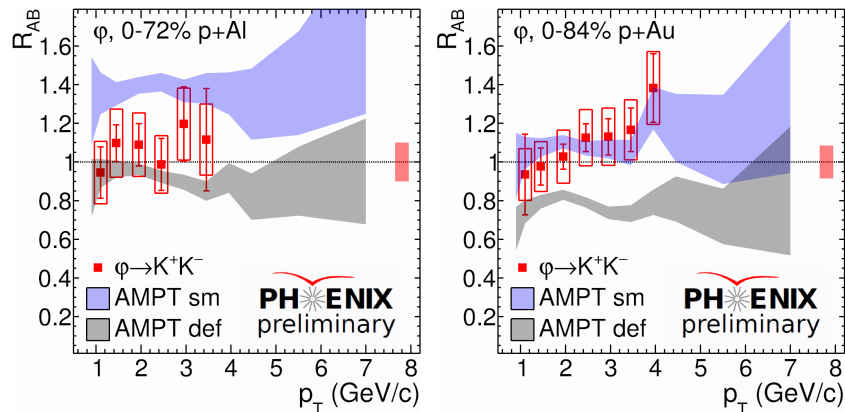 R_AB
φ, 0-72% p+Al
1.6
1.4
1.2
1
0.8
0.6
0.4
0.2
φ→K⁺K⁻
AMPT sm
AMPT def
PHENIX
preliminary
1 2 3 4 5 6 7 8
p_T (GeV/c)
R_AB
φ, 0-84% p+Au
1.6
1.4
1.2
1
0.8
0.6
0.4
0.2
φ→K⁺K⁻
AMPT sm
AMPT def
PHENIX
preliminary
1 2 3 4 5 6 7 8
p_T (GeV/c)